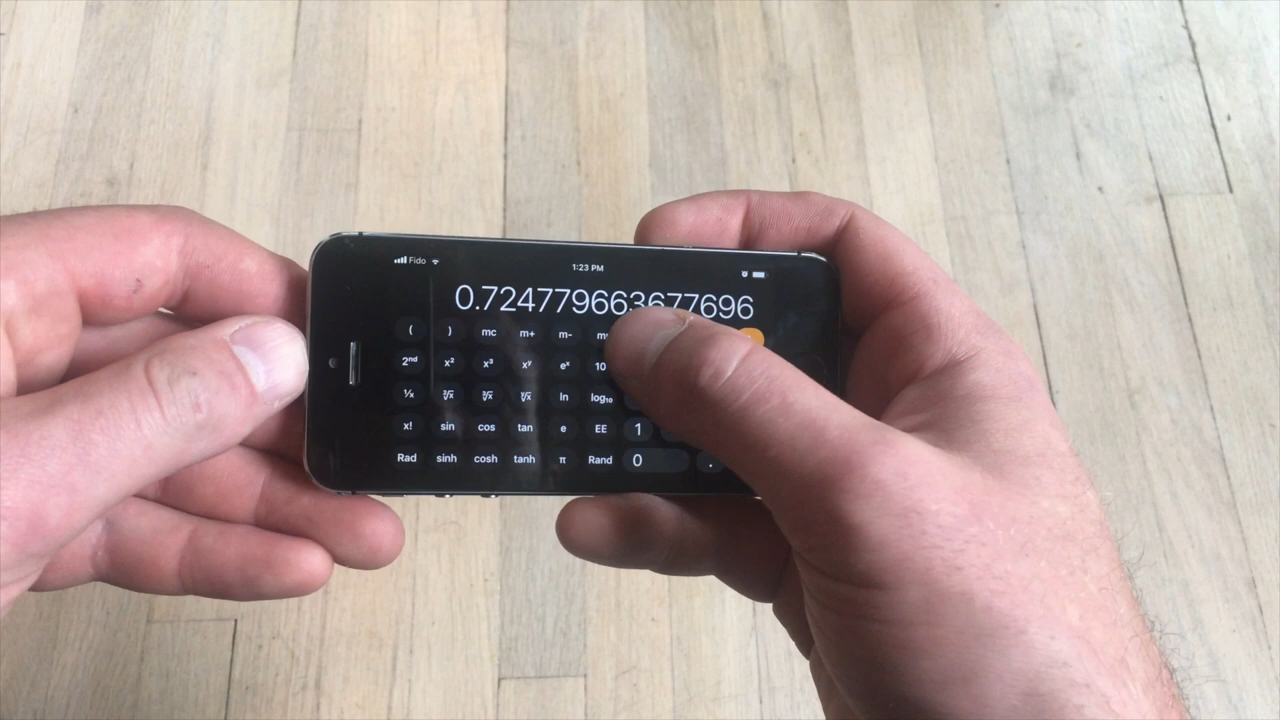 Fido
1:23 PM
0.724779663677696
( ) mc m+ m-
2ⁿᵈ x² x³ xʸ eˣ 10
¹/x ²√x ³√x ʸ√x ln log₁₀
x! sin cos tan e EE 1
Rad sinh cosh tanh π Rand 0 .